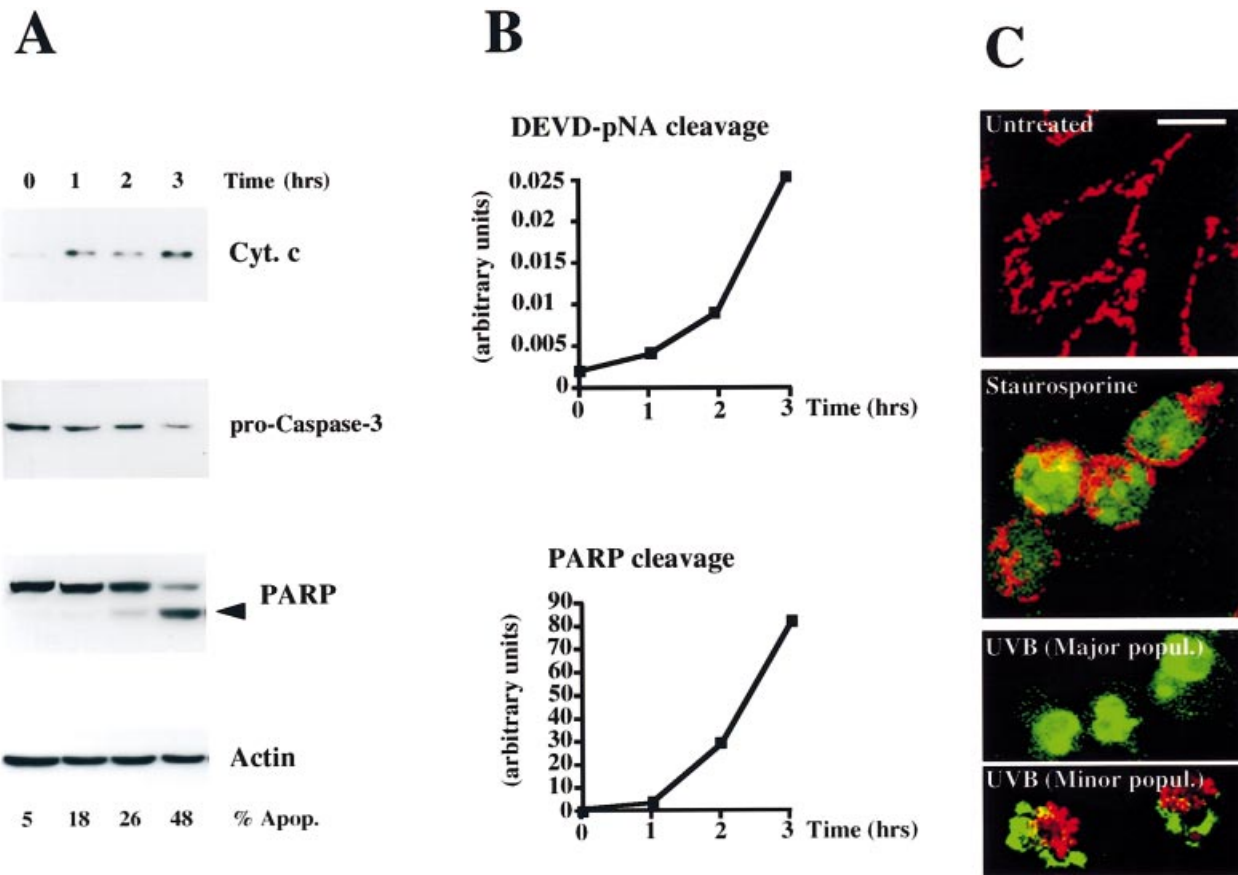 A
0 1 2 3 Time (hrs)
Cyt. c
pro-Caspase-3
PARP
Actin
5 18 26 48 % Apop.
B
DEVD-pNA cleavage
(arbitrary units)
0.025
0.02
0.015
0.01
0.005
0
0 1 2 3 Time (hrs)
PARP cleavage
(arbitrary units)
90
80
70
60
50
40
30
20
10
0
0 1 2 3 Time (hrs)
C
Untreated
Staurosporine
UVB (Major popul.)
UVB (Minor popul.)